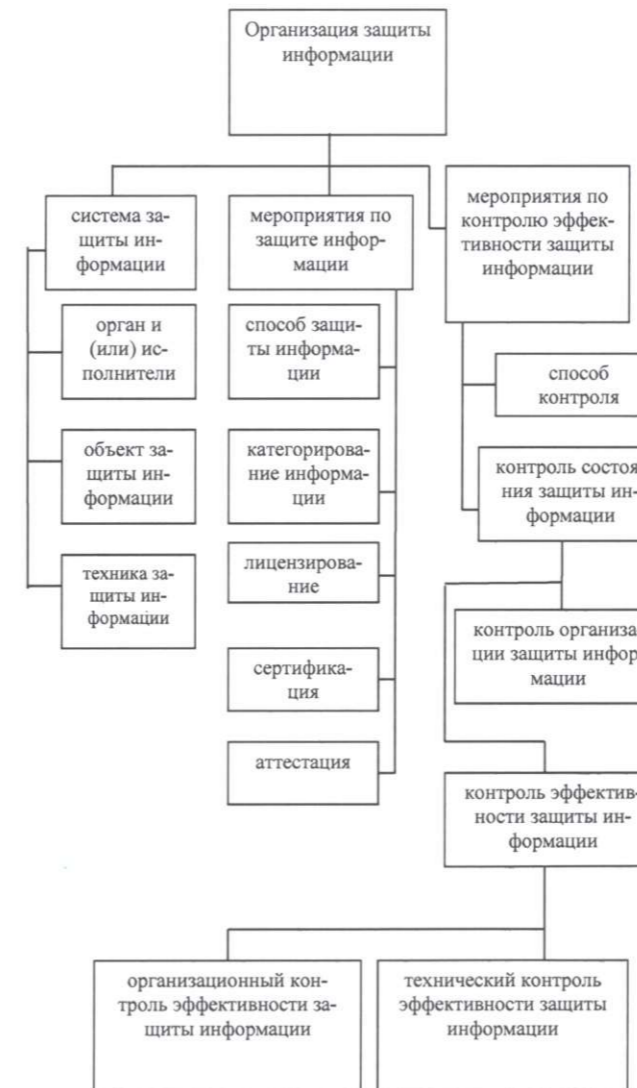 Организация защиты
информации
система за-
щиты ин-
формации
мероприятия по
защите инфор-
мации
мероприятия по
контролю эффек-
тивности защиты
информации
орган и
(или) ис-
полнители
способ защи-
ты информа-
ции
способ
контроля
объект за-
щиты ин-
формации
категорирова-
ние информа-
ции
контроль состоя
ния защиты ин-
формации
техника за-
щиты ин-
формации
лицензирова-
ние
контроль организа
ции защиты инфор
мации
сертифика-
ция
аттестация
контроль эффектив-
ности защиты ин-
формации
организационный кон-
троль эффективности за-
щиты информации
технический контроль
эффективности защиты
информации